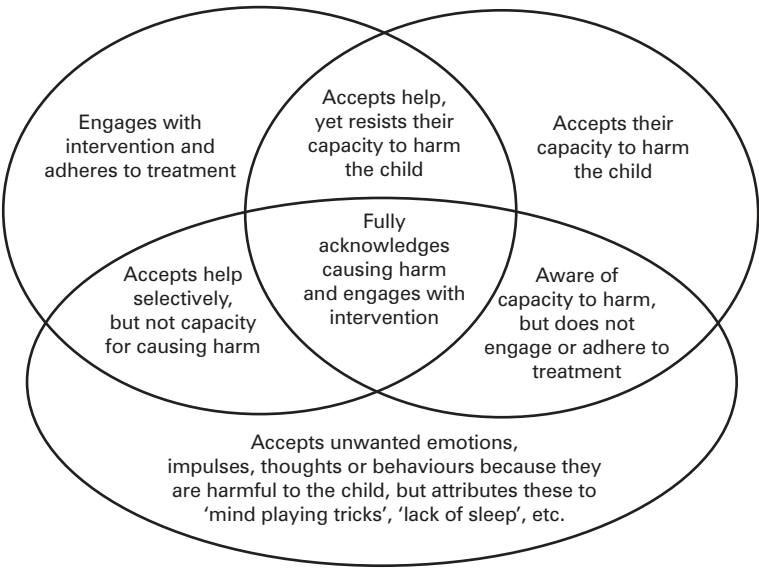 Engages with
intervention and
adheres to treatment
Accepts help,
yet resists their
capacity to harm
the child
Accepts their
capacity to harm
the child
Accepts help
selectively,
but not capacity
for causing harm
Fully
acknowledges
causing harm
and engages with
intervention
Aware of
capacity to harm,
but does not
engage or adhere to
treatment
Accepts unwanted emotions,
impulses, thoughts or behaviours because they
are harmful to the child, but attributes these to
‘mind playing tricks’, ‘lack of sleep’, etc.